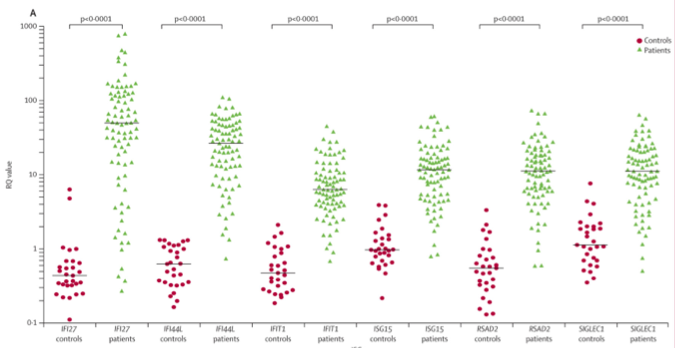 A
p<0·0001 p<0·0001 p<0·0001 p<0·0001 p<0·0001 p<0·0001
1000
Controls
Patients
100
RQ value
10
1
0·1
IFI27 IFI27 IFI44L IFI44L IFIT1 IFIT1 ISG15 ISG15 RSAD2 RSAD2 SIGLEC1 SIGLEC1
controls patients controls patients controls patients controls patients controls patients controls patients